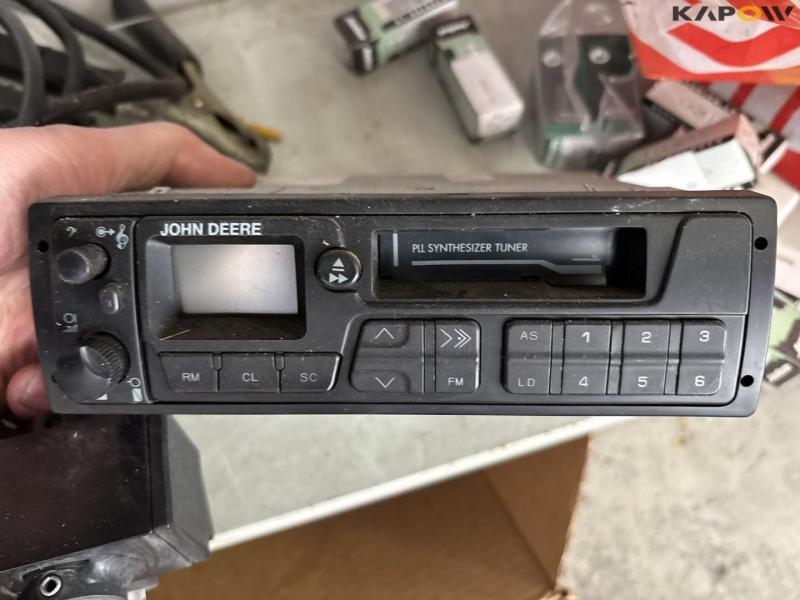 KAPOW
JOHN DEERE
PLL SYNTHESIZER TUNER
AS 1 2 3
RM CL SC FM LD 4 5 6